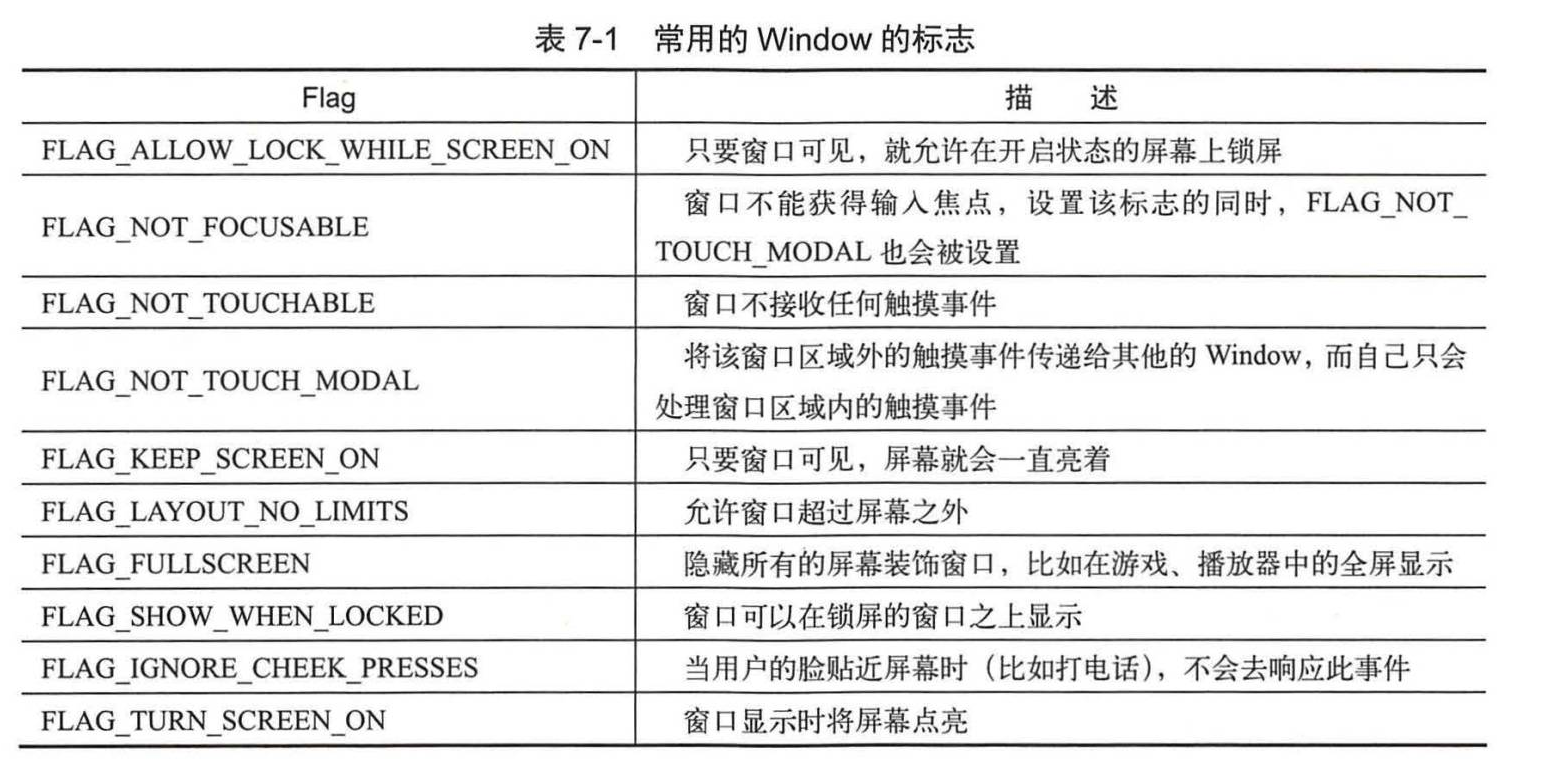 表 7-1 常用的 Window 的标志
Flag 描 述
FLAG_ALLOW_LOCK_WHILE_SCREEN_ON 只要窗口可见，就允许在开启状态的屏幕上锁屏
FLAG_NOT_FOCUSABLE 窗口不能获得输入焦点，设置该标志的同时，FLAG_NOT_
TOUCH_MODAL 也会被设置
FLAG_NOT_TOUCHABLE 窗口不接收任何触摸事件
FLAG_NOT_TOUCH_MODAL 将该窗口区域外的触摸事件传递给其他的 Window，而自己只会
处理窗口区域内的触摸事件
FLAG_KEEP_SCREEN_ON 只要窗口可见，屏幕就会一直亮着
FLAG_LAYOUT_NO_LIMITS 允许窗口超过屏幕之外
FLAG_FULLSCREEN 隐藏所有的屏幕装饰窗口，比如在游戏、播放器中的全屏显示
FLAG_SHOW_WHEN_LOCKED 窗口可以在锁屏的窗口之上显示
FLAG_IGNORE_CHEEK_PRESSES 当用户的脸贴近屏幕时（比如打电话），不会去响应此事件
FLAG_TURN_SCREEN_ON 窗口显示时将屏幕点亮